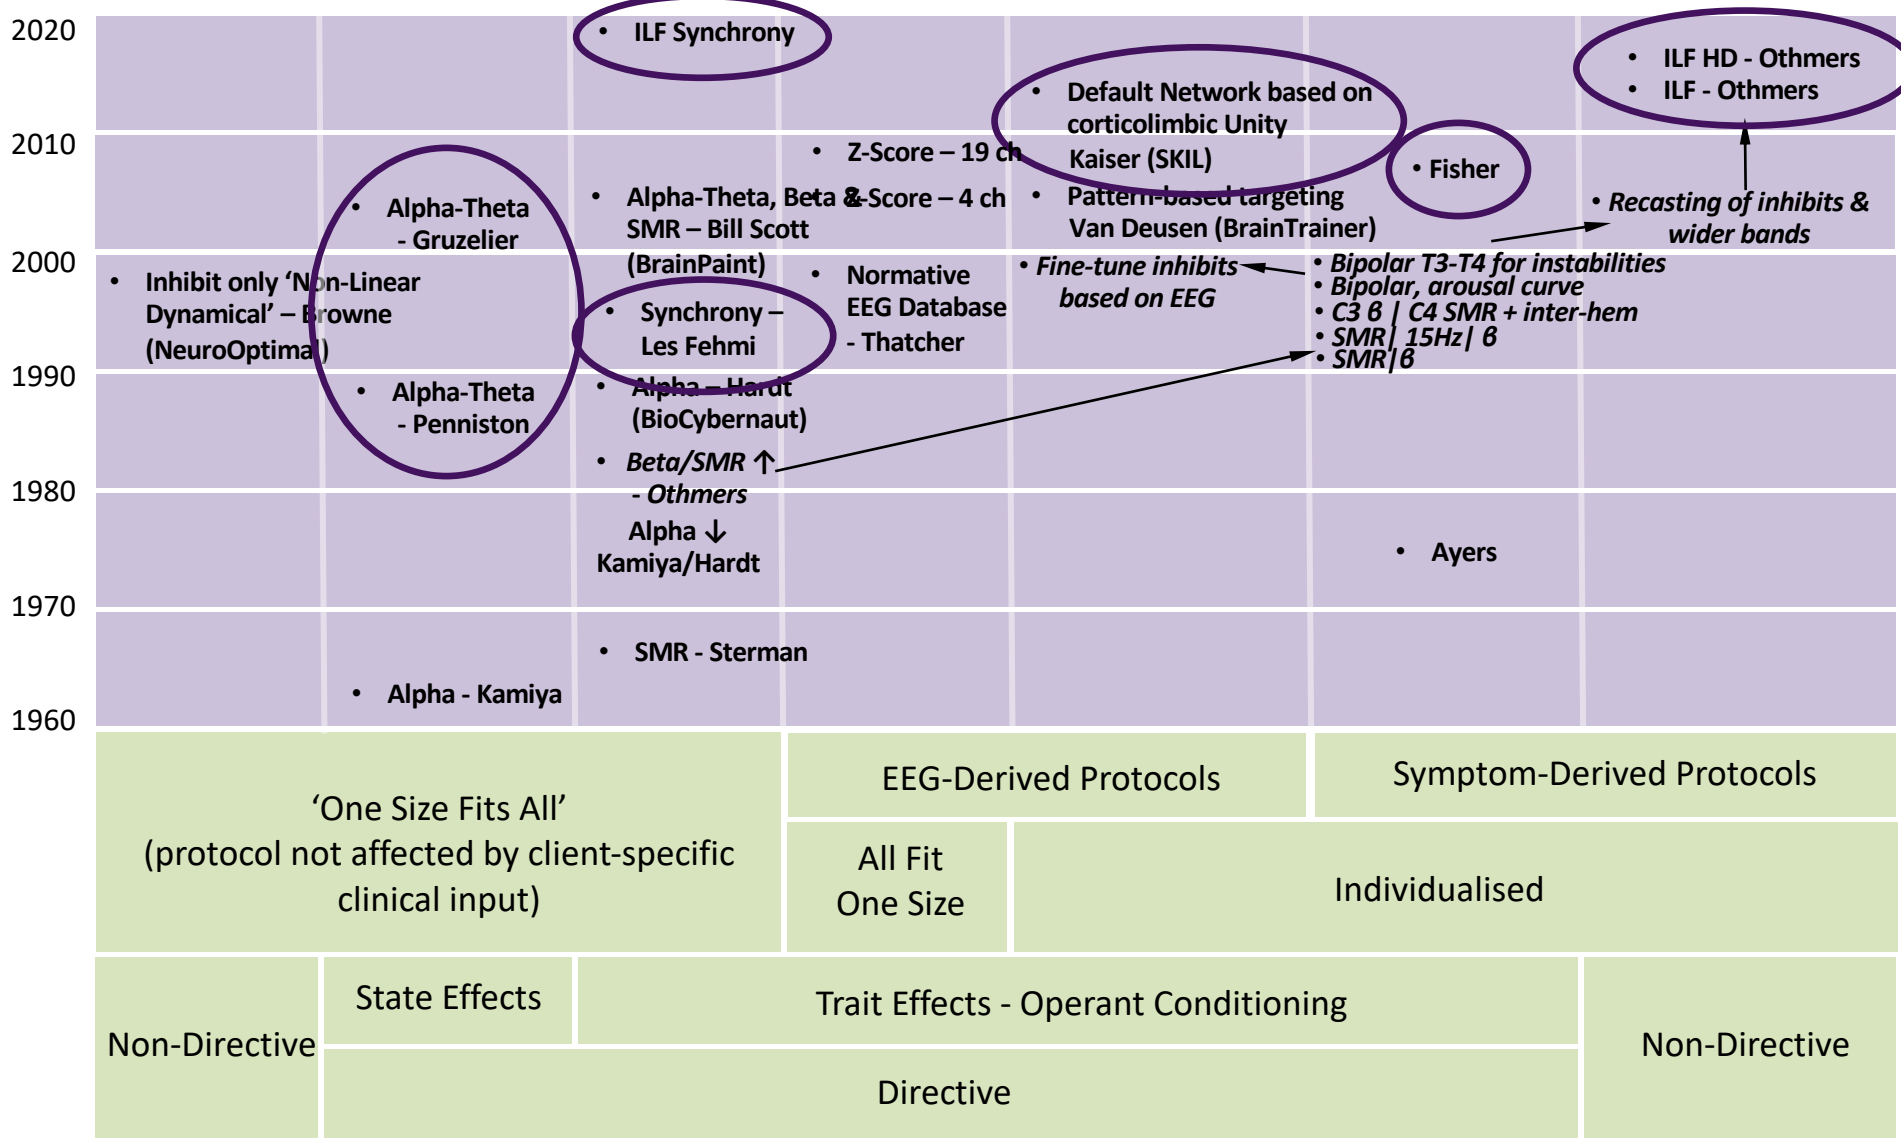 2020
2010
2000
1990
1980
1970
1960
• Inhibit only ‘Non-Linear
Dynamical’ – Browne
(NeuroOptimal)
• Alpha-Theta
- Gruzelier
• Alpha-Theta
- Penniston
• Alpha - Kamiya
• ILF Synchrony
• Alpha-Theta, Beta &
SMR – Bill Scott
(BrainPaint)
• Synchrony –
Les Fehmi
• Alpha – Hardt
(BioCybernaut)
• Beta/SMR ↑
- Othmers
Alpha ↓
Kamiya/Hardt
• SMR - Sterman
• Z-Score – 19 ch
• Z-Score – 4 ch
• Normative
EEG Database
- Thatcher
• Default Network based on
corticolimbic Unity
Kaiser (SKIL)
• Pattern-based targeting
Van Deusen (BrainTrainer)
• Fine-tune inhibits
based on EEG
• Fisher
• Bipolar T3-T4 for instabilities
• Bipolar, arousal curve
• C3 β | C4 SMR + inter-hem
• SMR| 15Hz| β
• SMR|β
• Ayers
• ILF HD - Othmers
• ILF - Othmers
• Recasting of inhibits &
wider bands
‘One Size Fits All’
(protocol not affected by client-specific
clinical input)
EEG-Derived Protocols
Symptom-Derived Protocols
All Fit
One Size
Individualised
Non-Directive
State Effects
Trait Effects - Operant Conditioning
Directive
Non-Directive